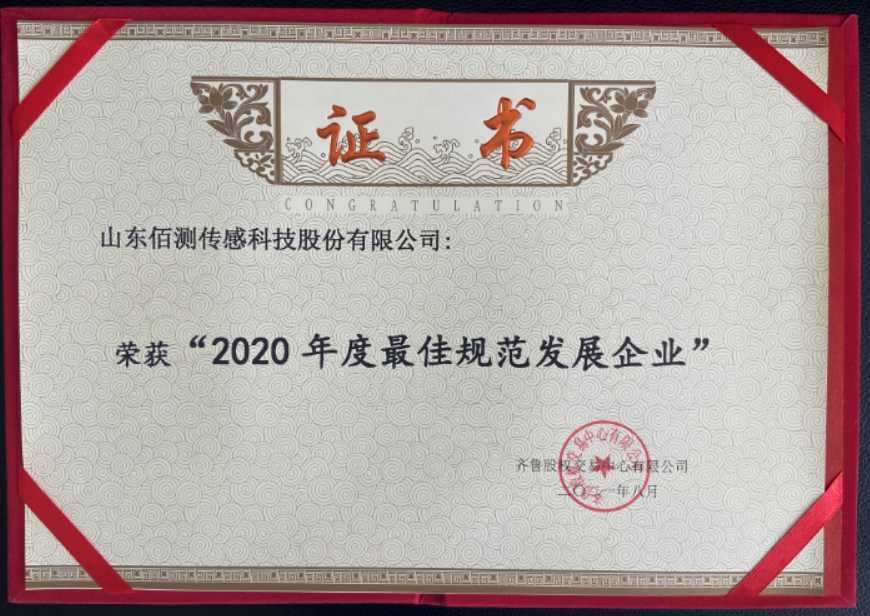 证书
CONGRATULATION
山东佰测传感科技股份有限公司：
荣获“2020年度最佳规范发展企业”
齐鲁股权交易中心有限公司
二〇二一年八月